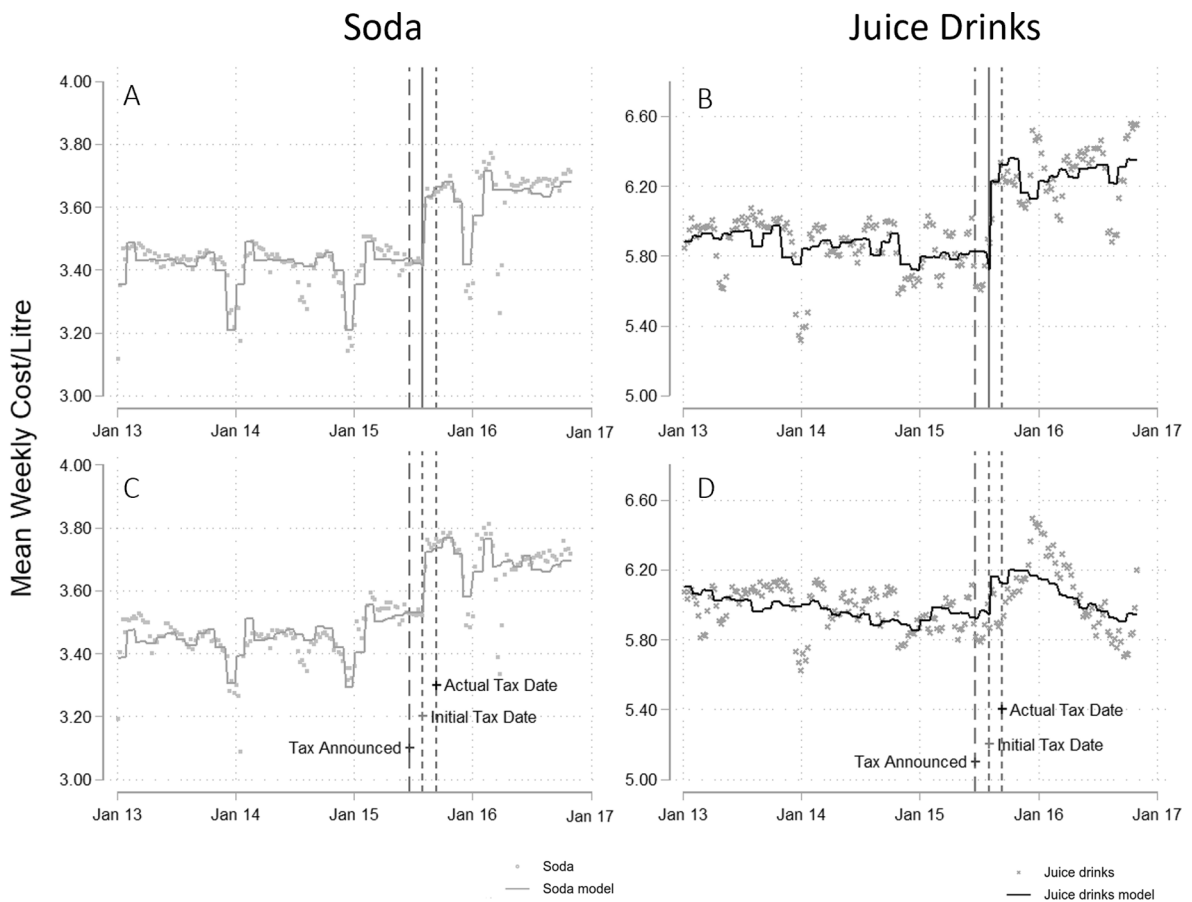 Soda
Juice Drinks
Mean Weekly Cost/Litre
A
4.00
3.80
3.60
3.40
3.20
3.00
Jan 13 Jan 14 Jan 15 Jan 16 Jan 17
B
6.60
6.20
5.80
5.40
5.00
Jan 13 Jan 14 Jan 15 Jan 16 Jan 17
C
4.00
3.80
3.60
3.40
3.20
3.00
Actual Tax Date
Initial Tax Date
Tax Announced
Jan 13 Jan 14 Jan 15 Jan 16 Jan 17
D
6.60
6.20
5.80
5.40
5.00
Actual Tax Date
Initial Tax Date
Tax Announced
Jan 13 Jan 14 Jan 15 Jan 16 Jan 17
Soda
Soda model
Juice drinks
Juice drinks model